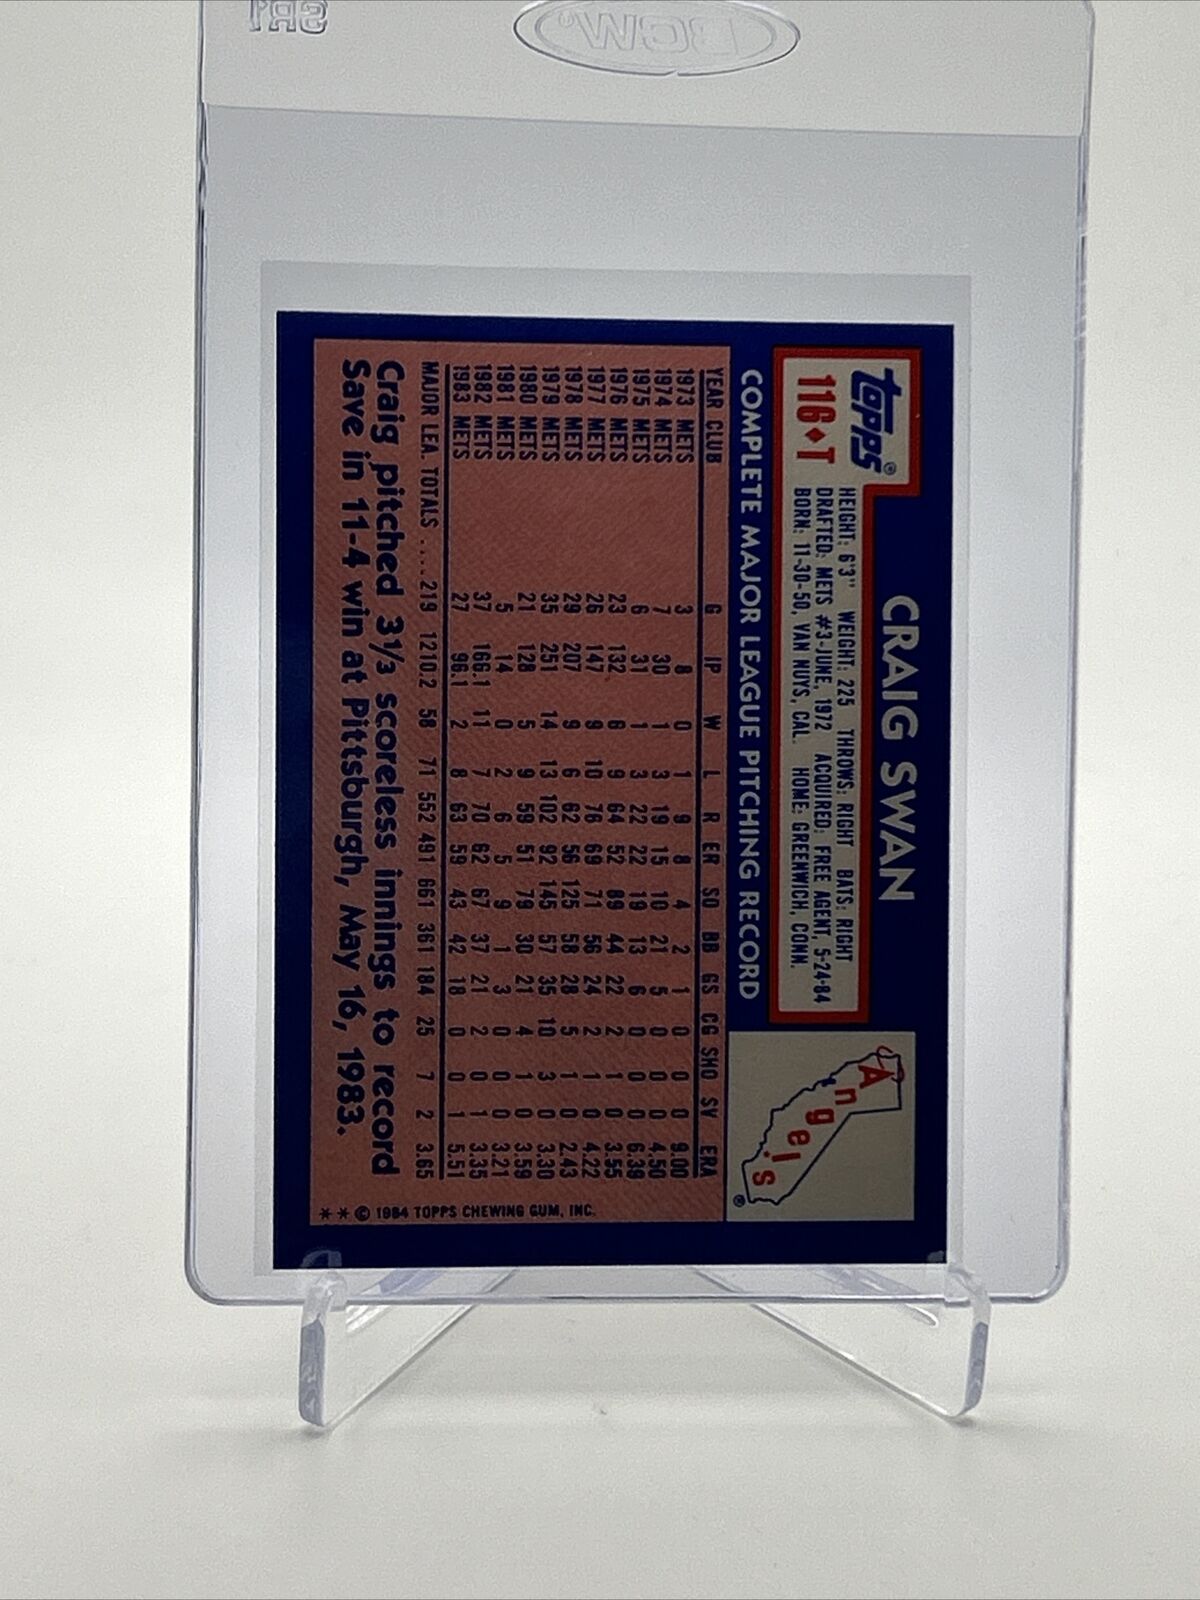 BCW
CRAIG SWAN
topps®
116♦T
HEIGHT: 6'3" WEIGHT: 225 THROWS: RIGHT BATS: RIGHT
DRAFTED: METS #3-JUNE, 1972 ACQUIRED: FREE AGENT, 5-24-84
BORN: 11-30-50, VAN NUYS, CAL. HOME: GREENWICH, CONN.
Angels
®
COMPLETE MAJOR LEAGUE PITCHING RECORD
YEAR CLUB G IP W L R ER SO BB GS CG SHO SV ERA
1973 METS 3 8 0 1 9 8 4 2 1 0 0 0 9.00
1974 METS 7 30 1 3 19 15 10 21 5 0 0 0 4.50
1975 METS 6 31 1 3 22 22 19 13 6 0 0 0 6.39
1976 METS 23 132 6 9 64 52 89 44 22 2 1 0 3.55
1977 METS 26 147 9 10 76 69 71 56 24 2 1 0 4.22
1978 METS 29 207 9 6 62 56 125 58 28 5 1 0 2.43
1979 METS 35 251 14 13 102 92 145 57 35 10 3 0 3.30
1980 METS 21 128 5 9 59 51 79 30 21 4 1 0 3.59
1981 METS 5 14 0 2 6 5 9 1 3 0 0 0 3.21
1982 METS 37 166.1 11 7 70 62 67 37 21 2 0 1 3.35
1983 METS 27 96.1 2 8 63 59 43 42 18 0 0 1 5.51
MAJOR LEA. TOTALS .... 219 1210.2 58 71 552 491 661 361 184 25 7 2 3.65
Craig pitched 3⅓ scoreless innings to record
Save in 11-4 win at Pittsburgh, May 16, 1983.
** © 1984 TOPPS CHEWING GUM, INC.